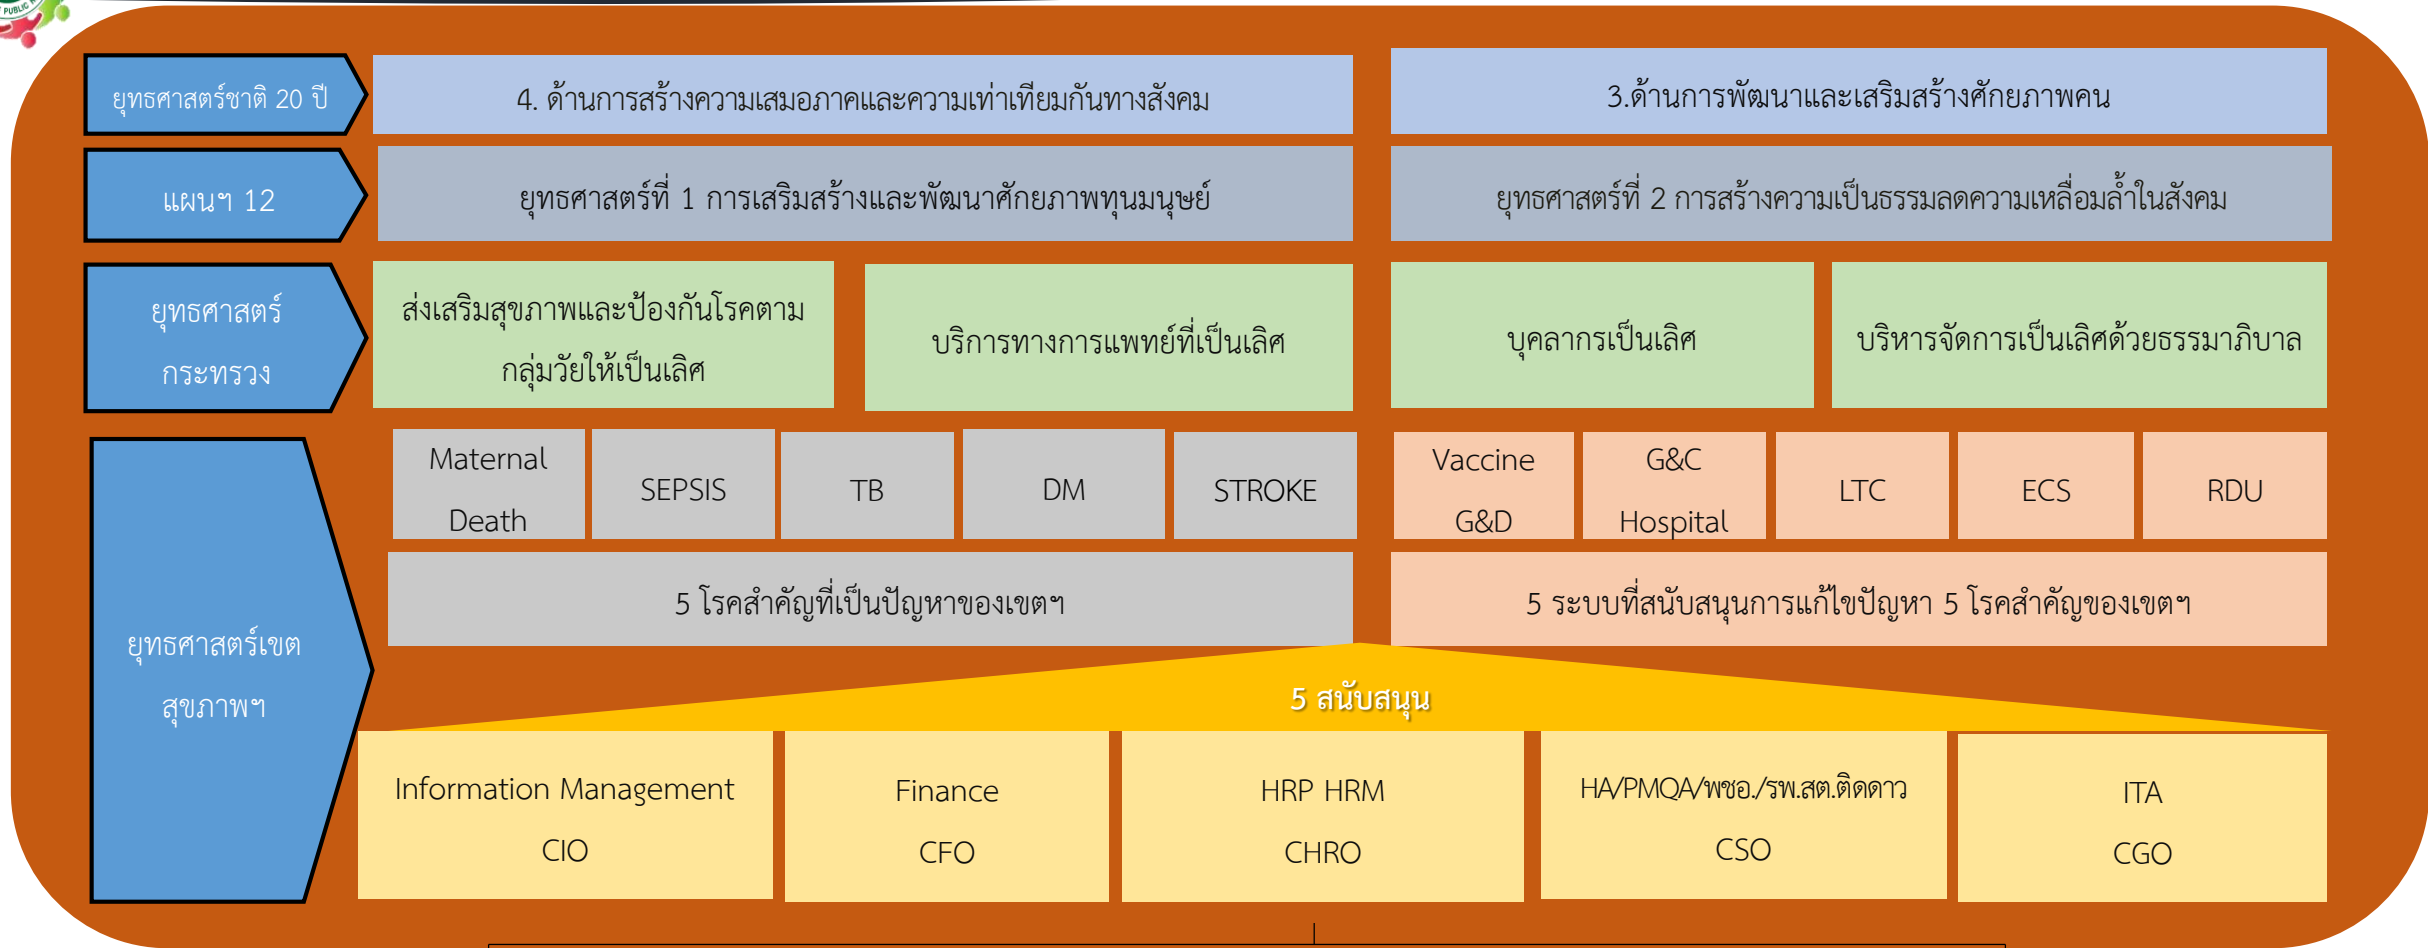 PUBLIC
ยุทธศาสตร์ชาติ 20 ปี
4. ด้านการสร้างความเสมอภาคและความเท่าเทียมกันทางสังคม
3.ด้านการพัฒนาและเสริมสร้างศักยภาพคน
แผนฯ 12
ยุทธศาสตร์ที่ 1 การเสริมสร้างและพัฒนาศักยภาพทุนมนุษย์
ยุทธศาสตร์ที่ 2 การสร้างความเป็นธรรมลดความเหลื่อมล้ำในสังคม
ยุทธศาสตร์
กระทรวง
ส่งเสริมสุขภาพและป้องกันโรคตาม
กลุ่มวัยให้เป็นเลิศ
บริการทางการแพทย์ที่เป็นเลิศ
บุคลากรเป็นเลิศ
บริหารจัดการเป็นเลิศด้วยธรรมาภิบาล
ยุทธศาสตร์เขต
สุขภาพฯ
Maternal
Death
SEPSIS
TB
DM
STROKE
Vaccine
G&D
G&C
Hospital
LTC
ECS
RDU
5 โรคสำคัญที่เป็นปัญหาของเขตฯ
5 ระบบที่สนับสนุนการแก้ไขปัญหา 5 โรคสำคัญของเขตฯ
5 สนับสนุน
Information Management
CIO
Finance
CFO
HRP HRM
CHRO
HA/PMQA/พชอ./รพ.สต.ติดดาว
CSO
ITA
CGO